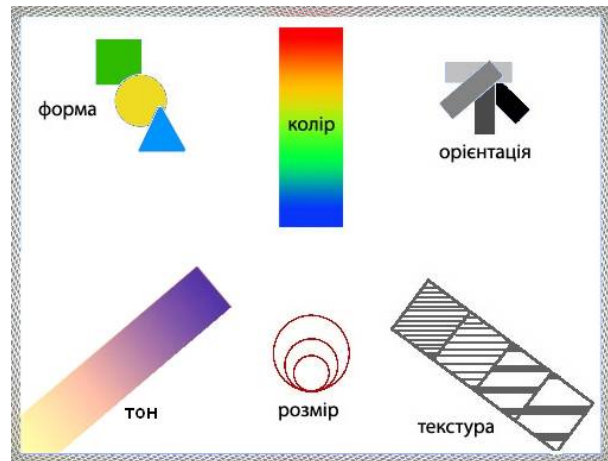 форма
колір
орієнтація
тон
розмір
текстура